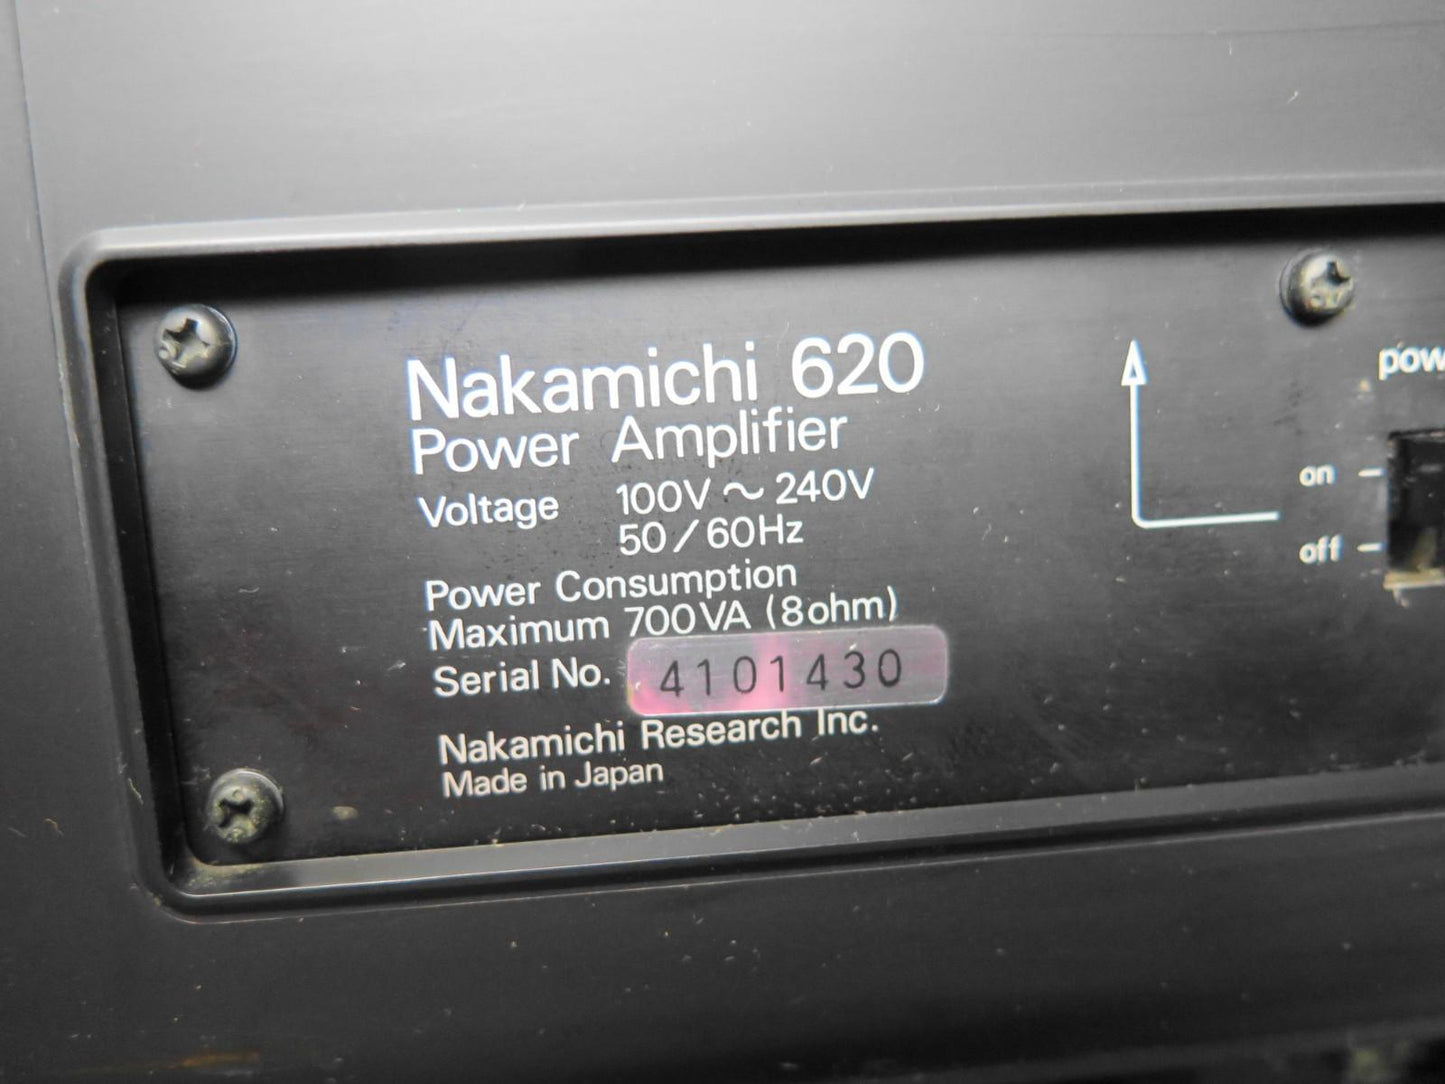 Nakamichi 620
Power Amplifier
Voltage 100V ~ 240V
50/60Hz
Power Consumption
Maximum 700VA (8ohm)
Serial No. 4101430
Nakamichi Research Inc.
Made in Japan
on
off